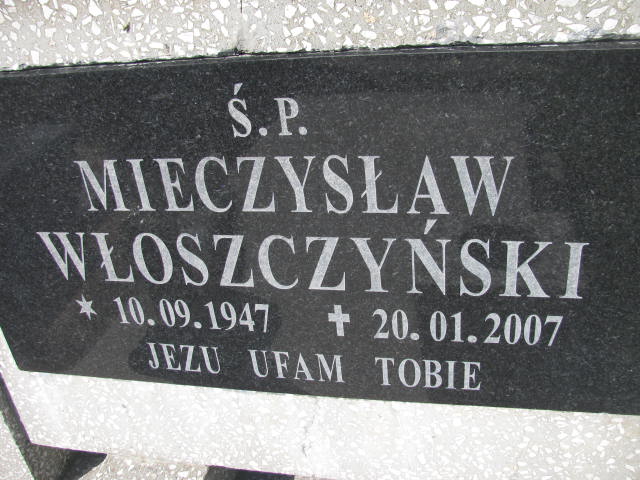 Ś.P.
MIECZYSŁAW
WŁOSZCZYŃSKI
* 10.09.1947 ✝ 20.01.2007
JEZU UFAM TOBIE